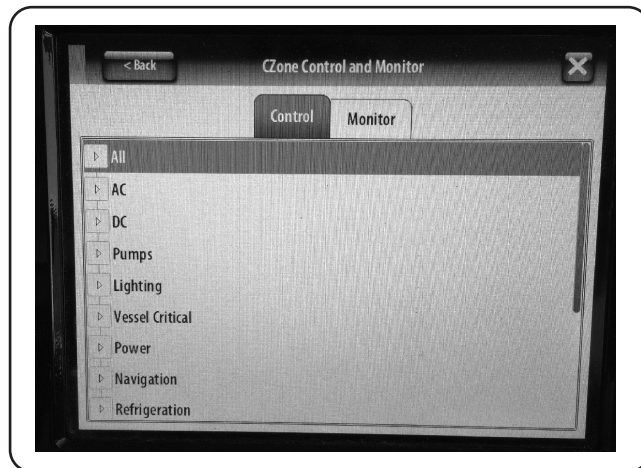 < Back
CZone Control and Monitor
Control
Monitor
All
AC
DC
Pumps
Lighting
Vessel Critical
Power
Navigation
Refrigeration